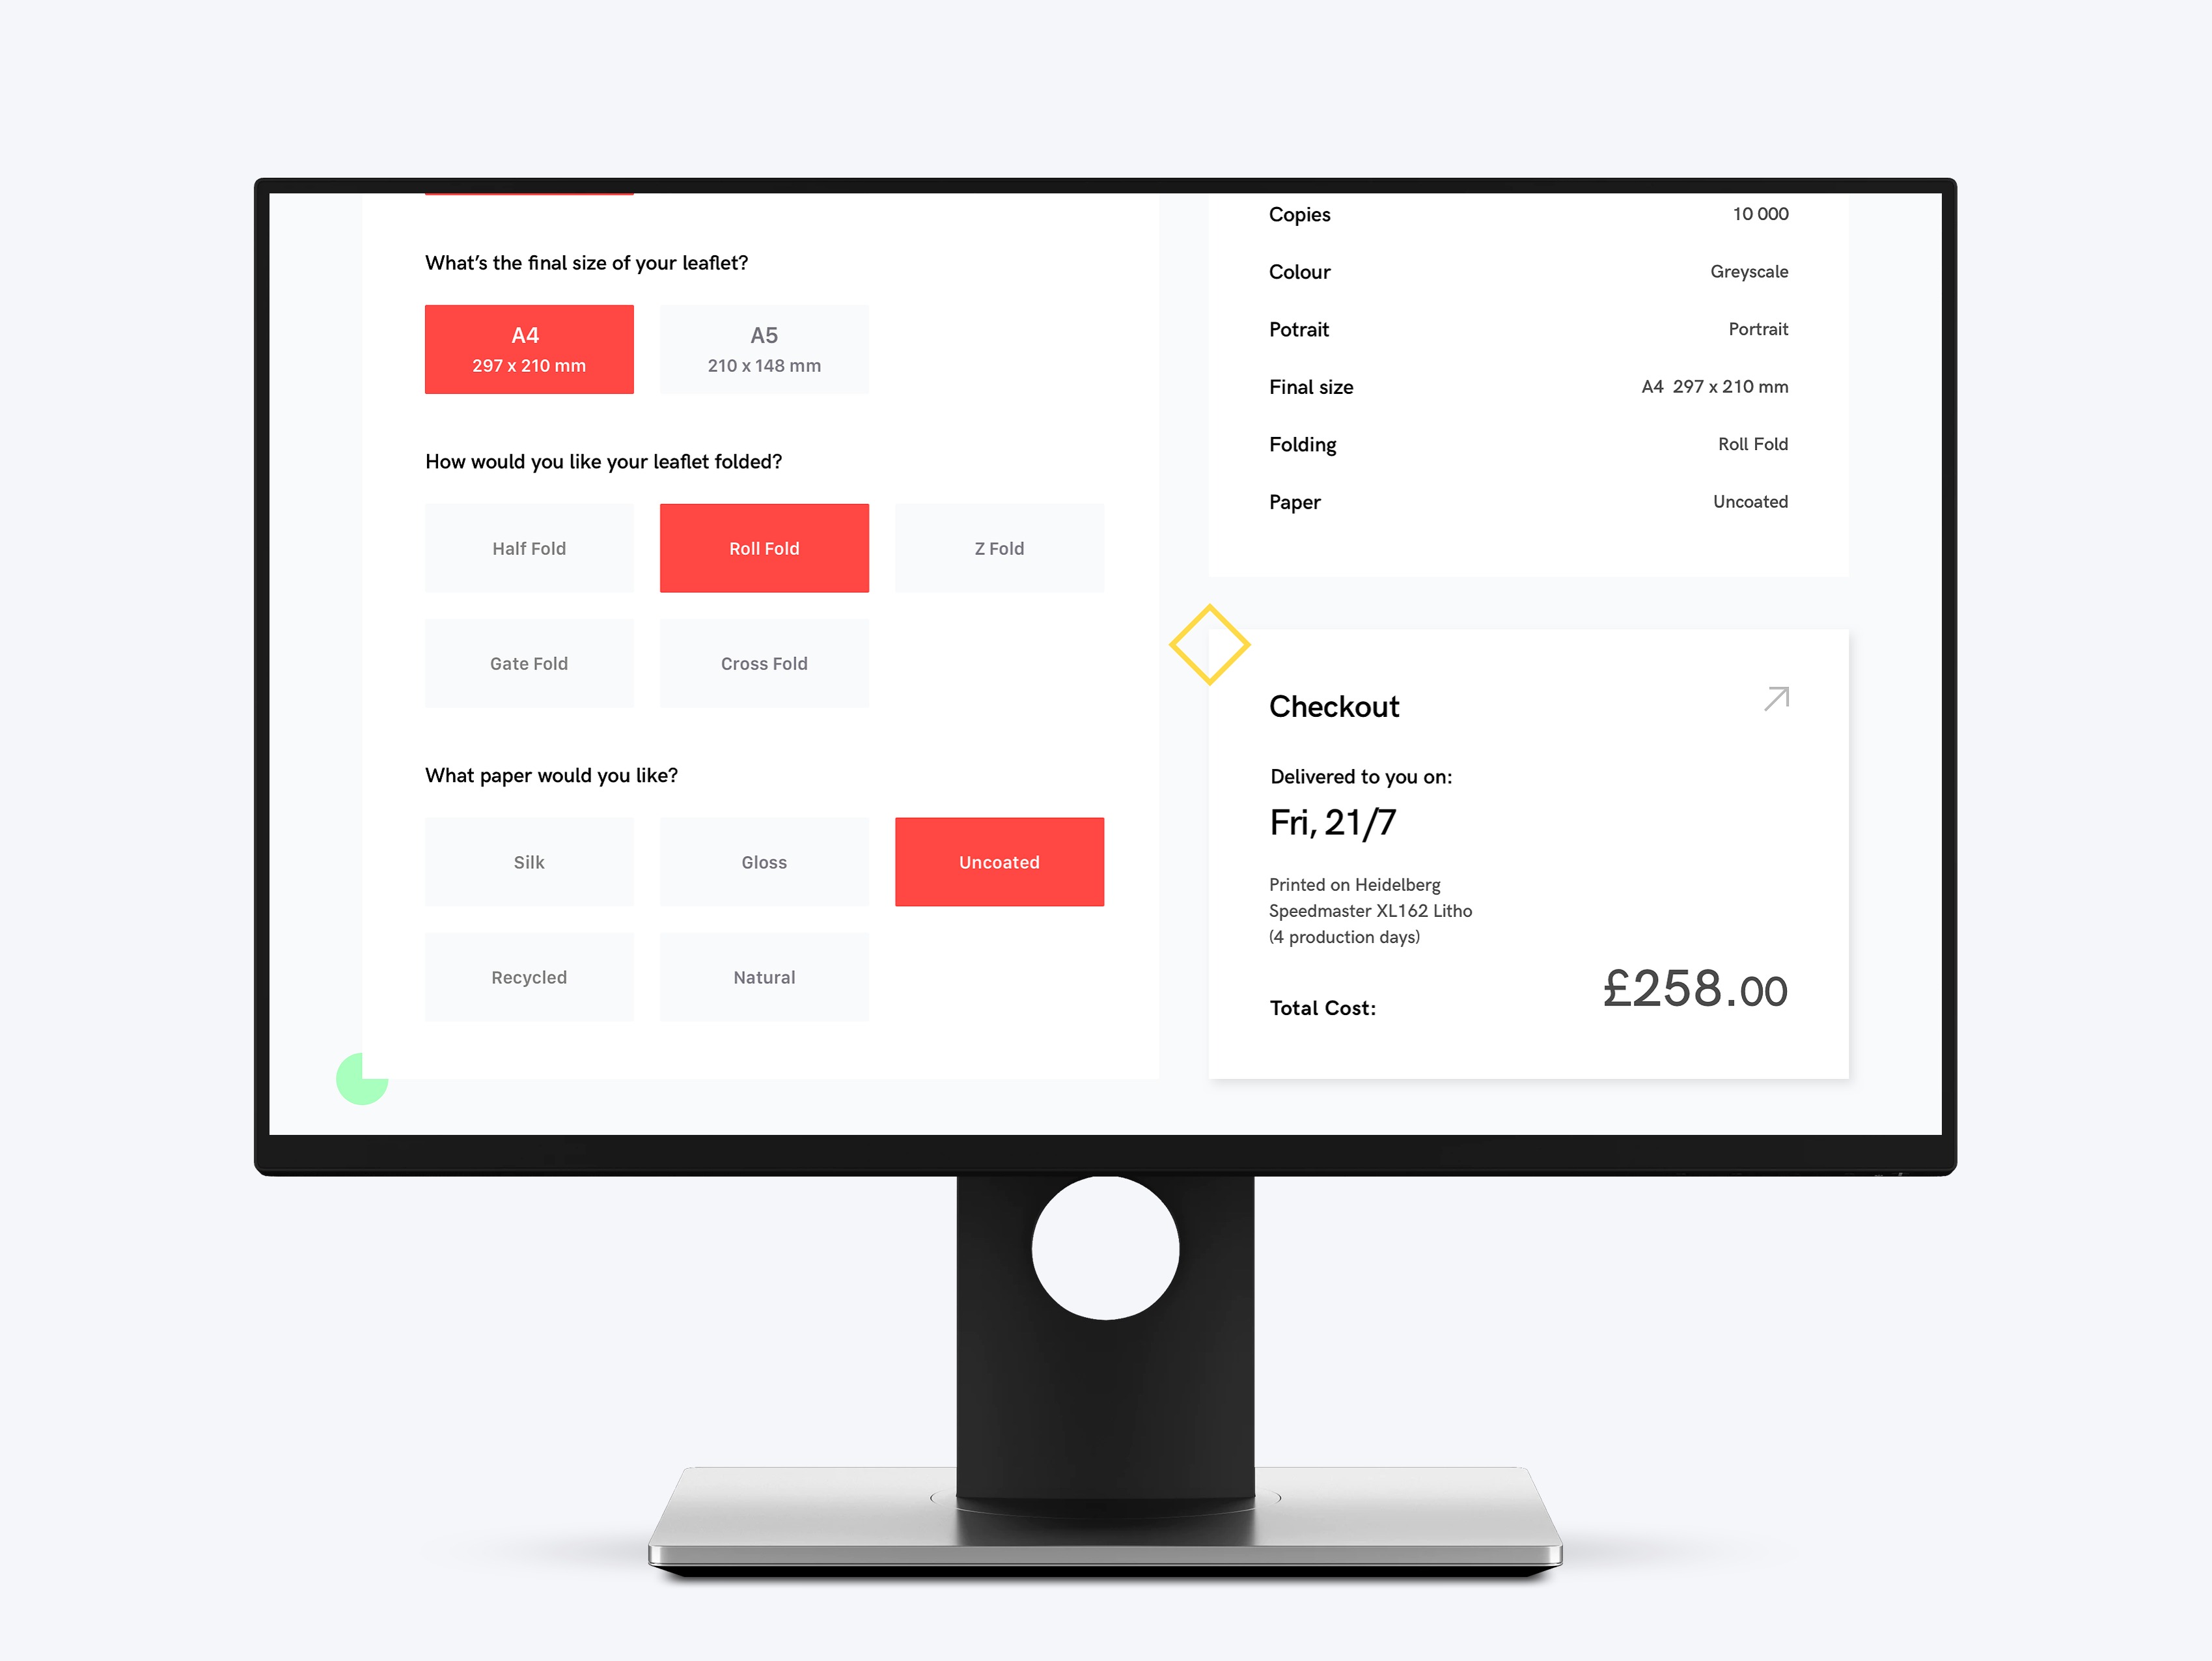 What's the final size of your leaflet?
A4
297 x 210 mm
A5
210 x 148 mm
How would you like your leaflet folded?
Half Fold
Roll Fold
Z Fold
Gate Fold
Cross Fold
What paper would you like?
Silk
Gloss
Uncoated
Recycled
Natural
Copies 10 000
Colour Greyscale
Potrait Portrait
Final size A4 297 x 210 mm
Folding Roll Fold
Paper Uncoated
Checkout
Delivered to you on:
Fri, 21/7
Printed on Heidelberg
Speedmaster XL162 Litho
(4 production days)
Total Cost: £258.00